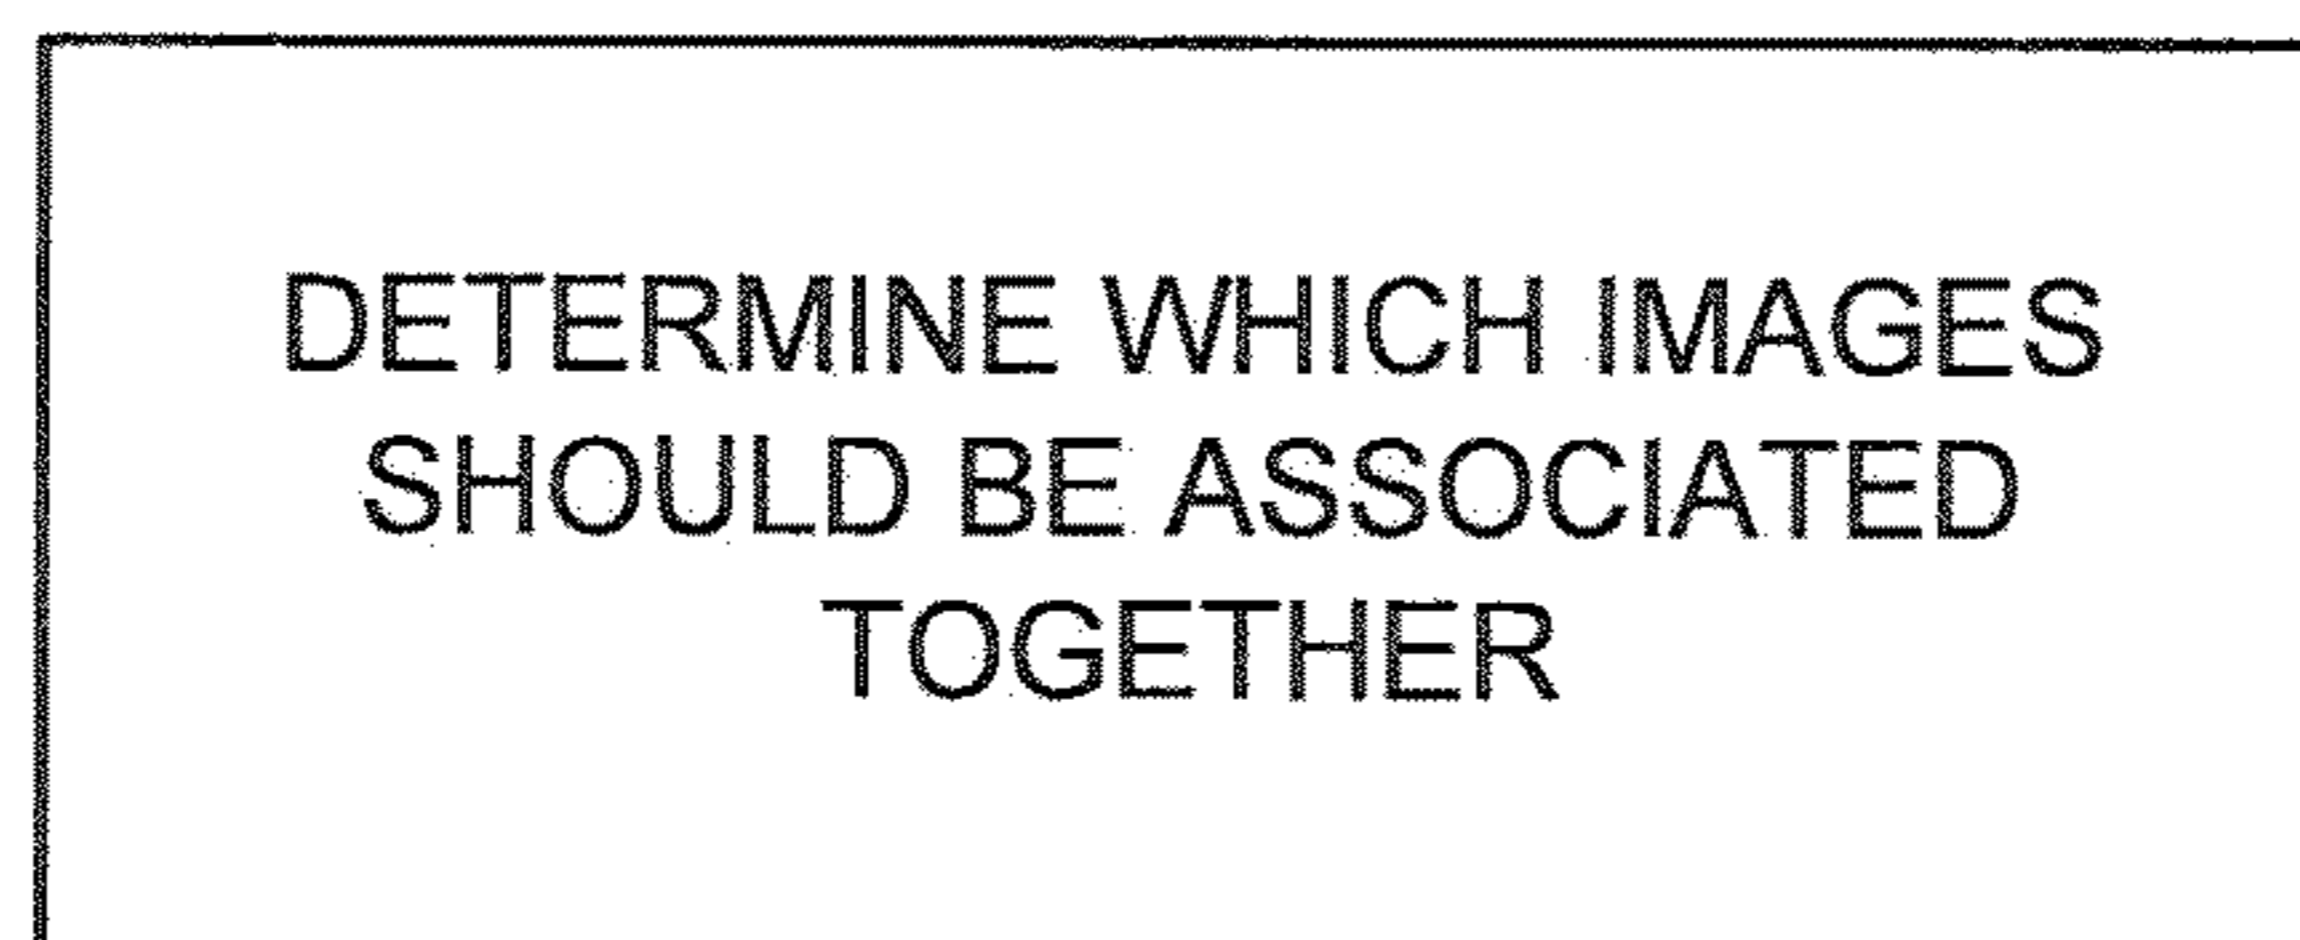 DETERMINE WHICH IMAGES
SHOULD BE ASSOCIATED
TOGETHER